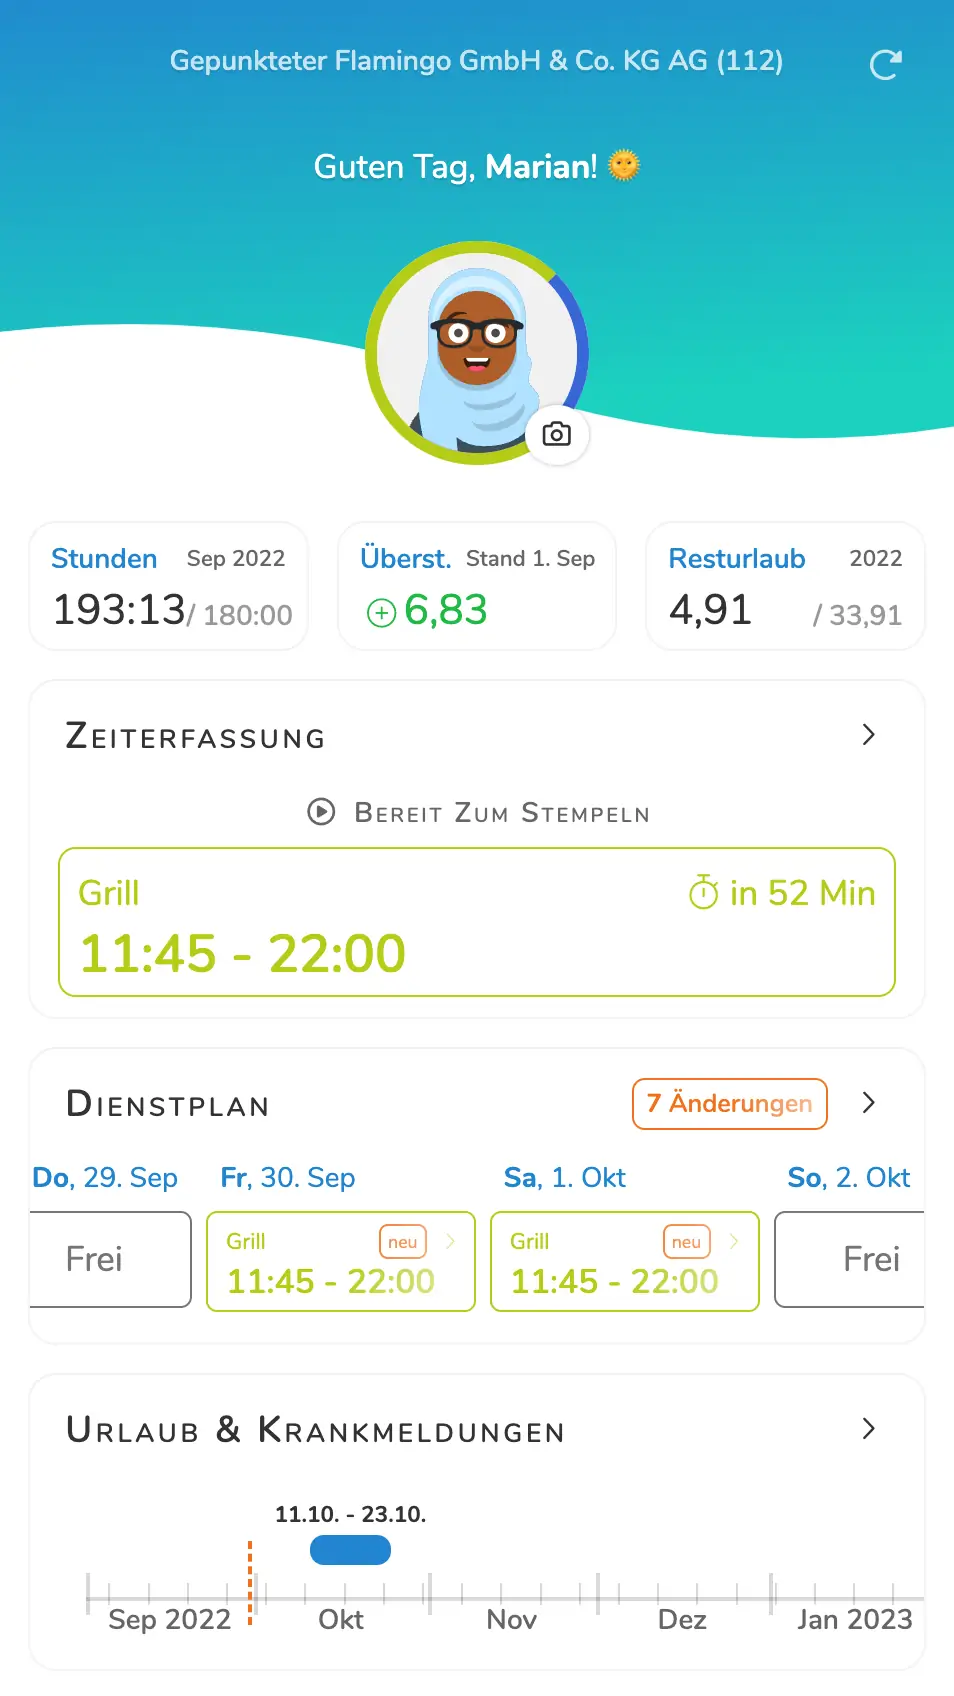 Gepunkteter Flamingo GmbH & Co. KG AG (112)
Guten Tag, Marian! 🌞
Stunden Sep 2022
193:13 / 180:00
Überst. Stand 1. Sep
6,83
Resturlaub 2022
4,91 / 33,91
Zeiterfassung
Bereit Zum Stempeln
Grill in 52 Min
11:45 - 22:00
Dienstplan 7 Änderungen
Do, 29. Sep Fr, 30. Sep Sa, 1. Okt So, 2. Okt
Frei
Grill neu
11:45 - 22:00
Grill neu
11:45 - 22:00
Frei
Urlaub & Krankmeldungen
11.10. - 23.10.
Sep 2022 Okt Nov Dez Jan 2023